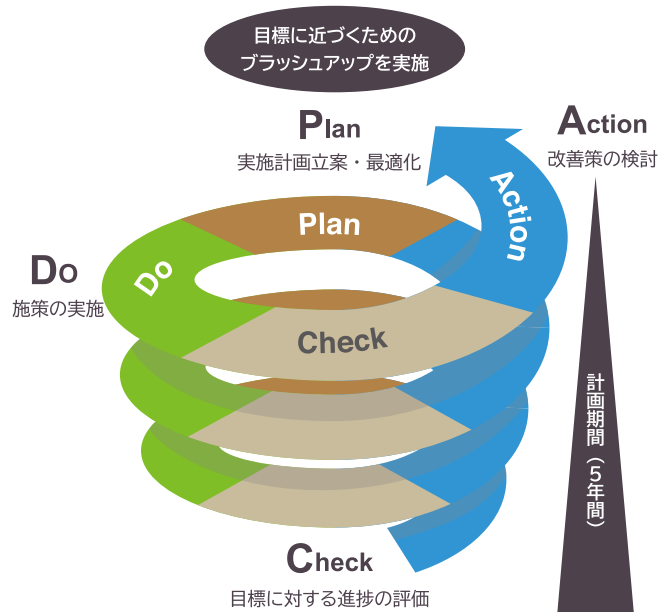 目標に近づくための
ブラッシュアップを実施
Plan
実施計画立案・最適化
Action
改善策の検討
Do
施策の実施
Plan
Do
Check
Action
計画期間（5年間）
Check
目標に対する進捗の評価